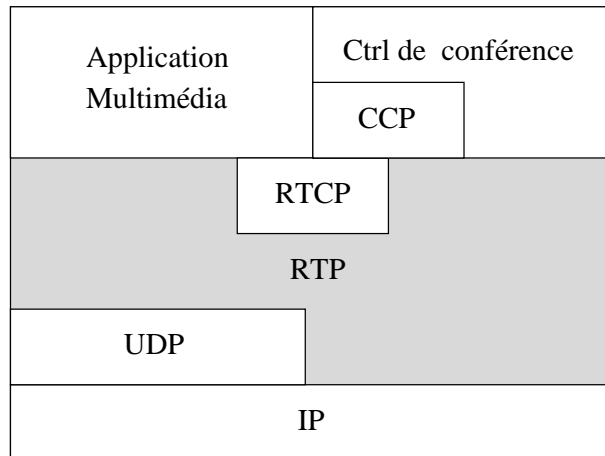 Application
Multimédia
Ctrl de conférence
CCP
RTCP
RTP
UDP
IP